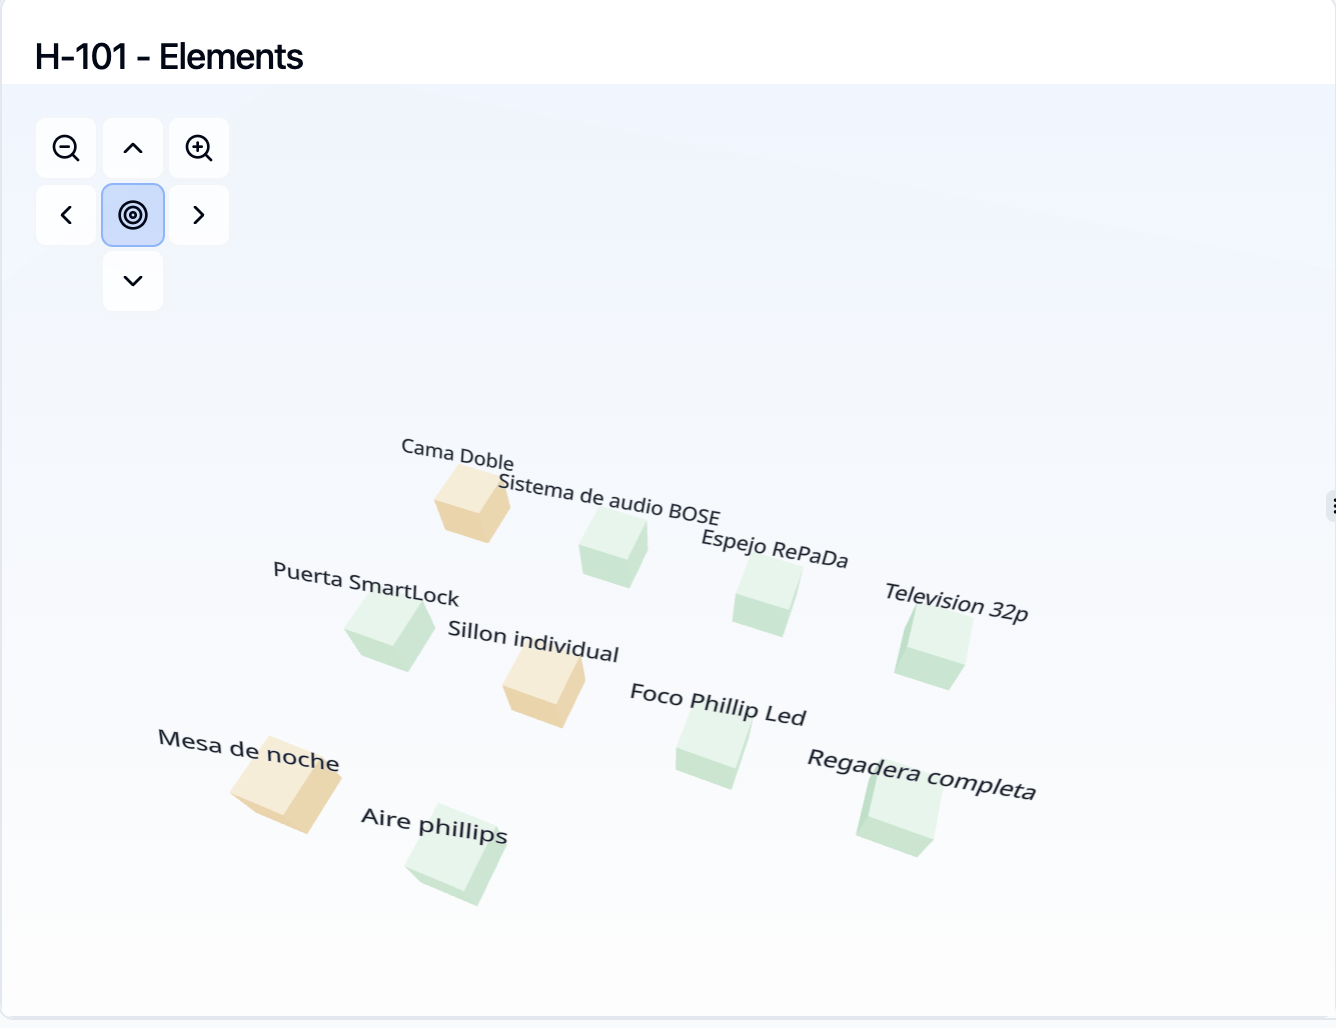 H-101 - Elements
Cama Doble
Sistema de audio BOSE
Espejo RePaDa
Television 32p
Puerta SmartLock
Sillon individual
Foco Phillip Led
Regadera completa
Mesa de noche
Aire phillips